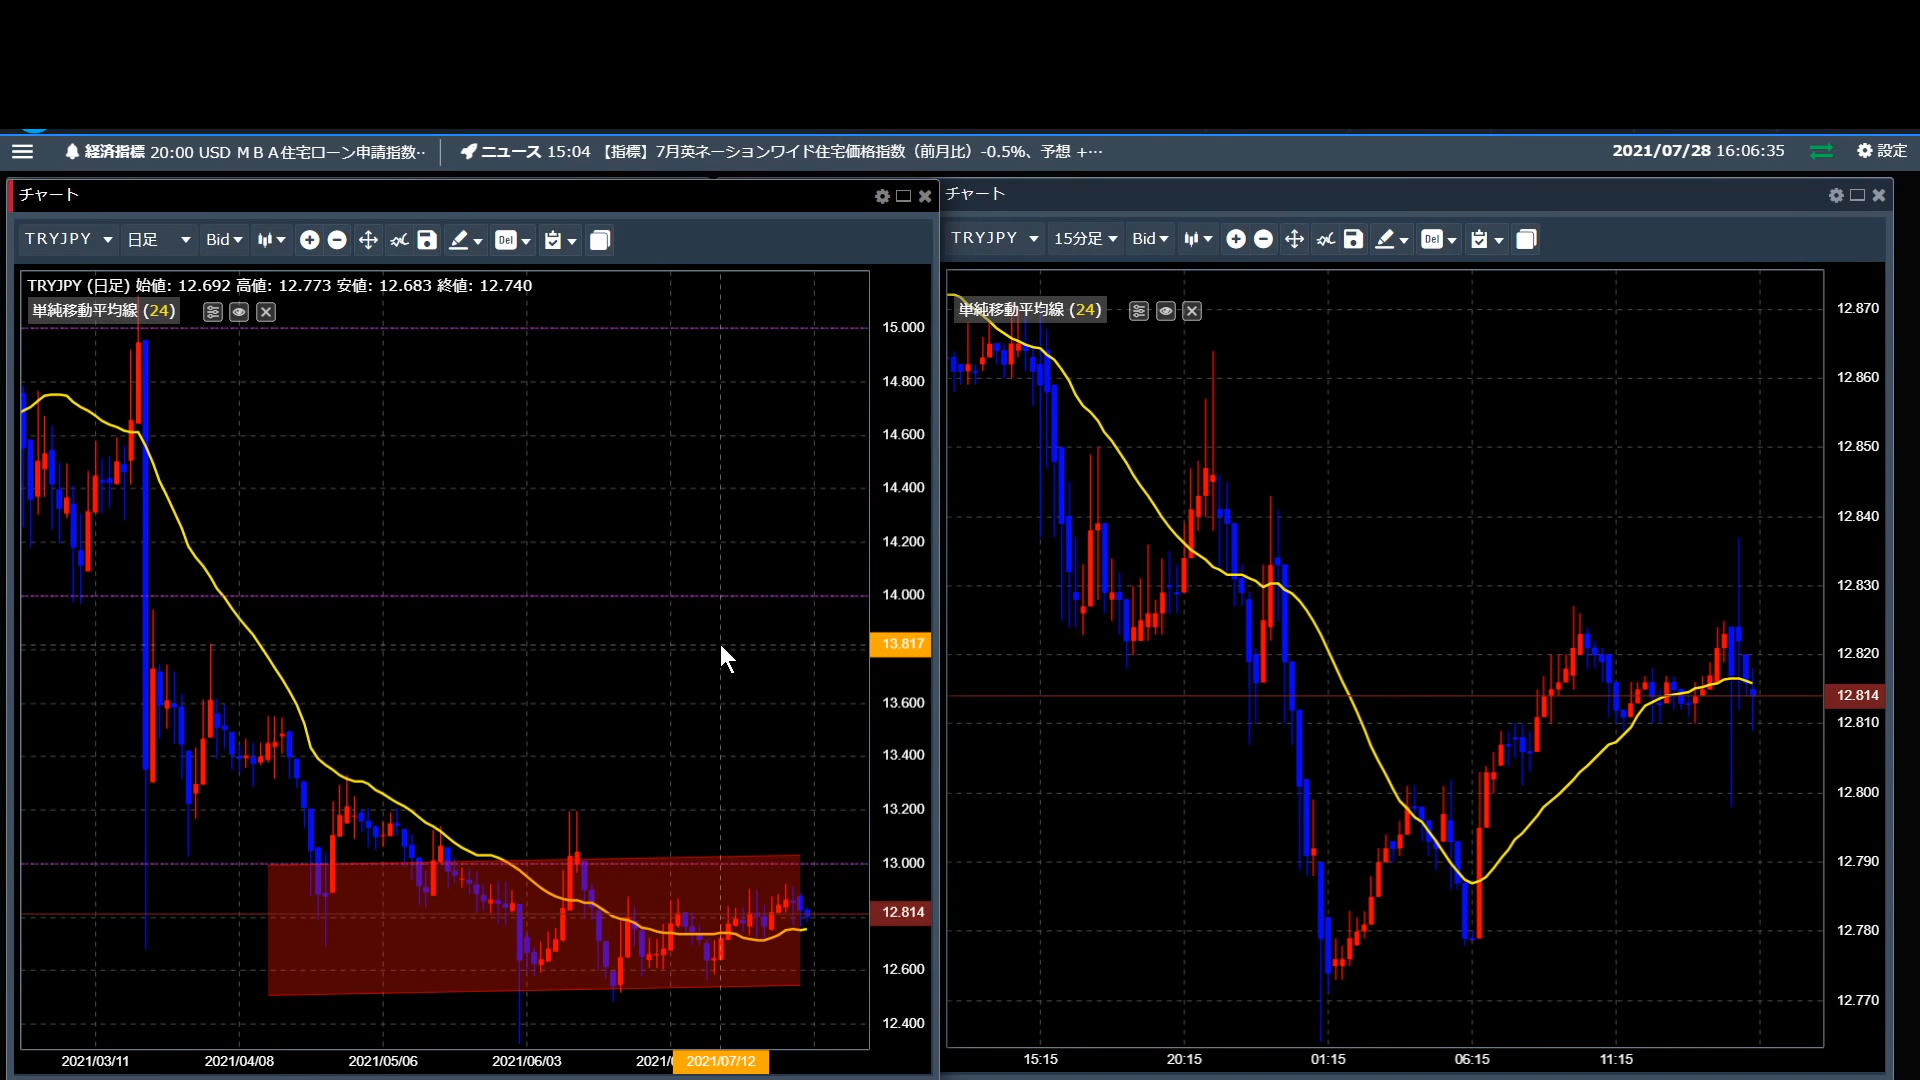 経済指標 20:00 USD ＭＢＡ住宅ローン申請指数··
ニュース 15:04 【指標】7月英ネーションワイド住宅価格指数（前月比）-0.5%、予想 +···
2021/07/28 16:06:35
設定
チャート
TRYJPY 日足 Bid Del
TRYJPY (日足) 始値: 12.692 高値: 12.773 安値: 12.683 終値: 12.740
単純移動平均線 (24)
15.000
14.800
14.600
14.400
14.200
14.000
13.817
13.600
13.400
13.200
13.000
12.814
12.600
12.400
2021/03/11 2021/04/08 2021/05/06 2021/06/03 2021/ 2021/07/12
チャート
TRYJPY 15分足 Bid Del
単純移動平均線 (24)
12.870
12.860
12.850
12.840
12.830
12.820
12.814
12.810
12.800
12.790
12.780
12.770
15:15 20:15 01:15 06:15 11:15